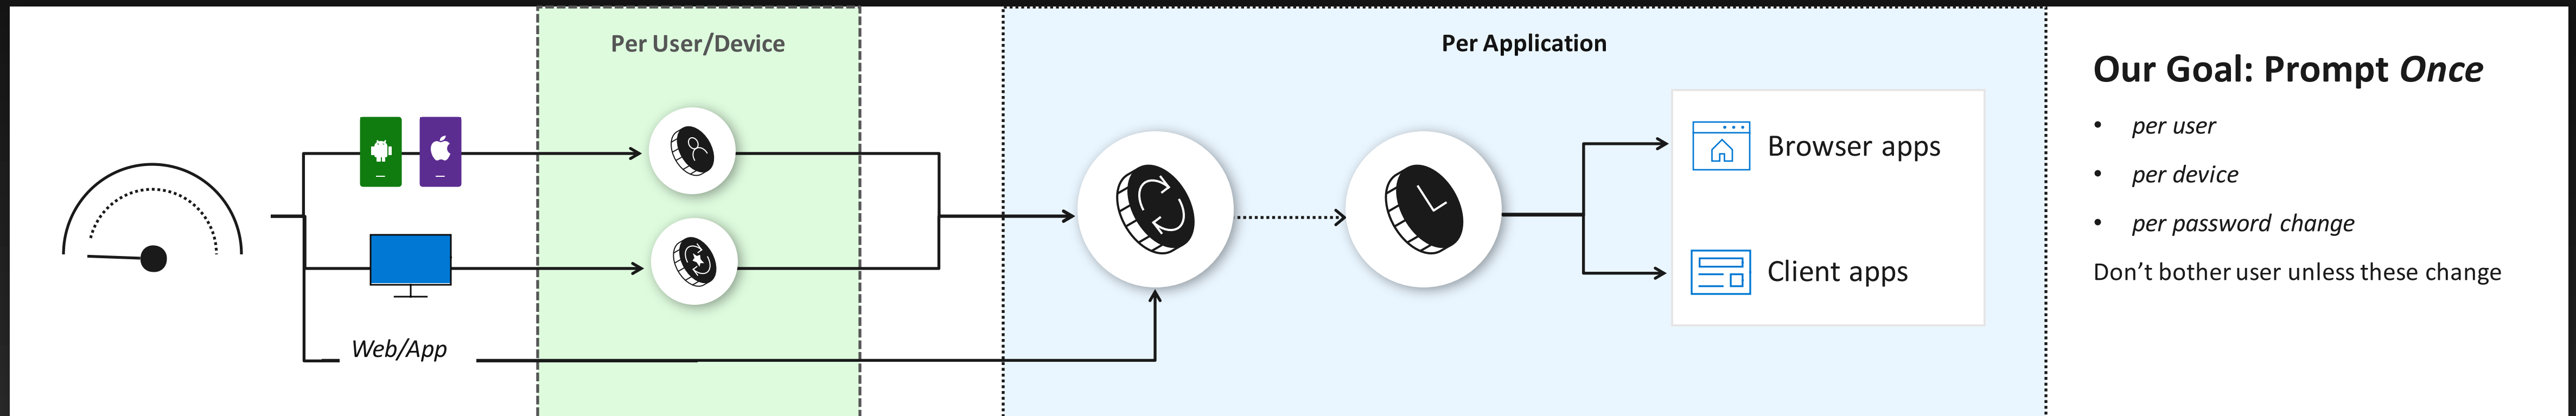 Per User/Device
Per Application
Web/App
Browser apps
Client apps
Our Goal: Prompt Once
• per user
• per device
• per password change
Don’t bother user unless these change